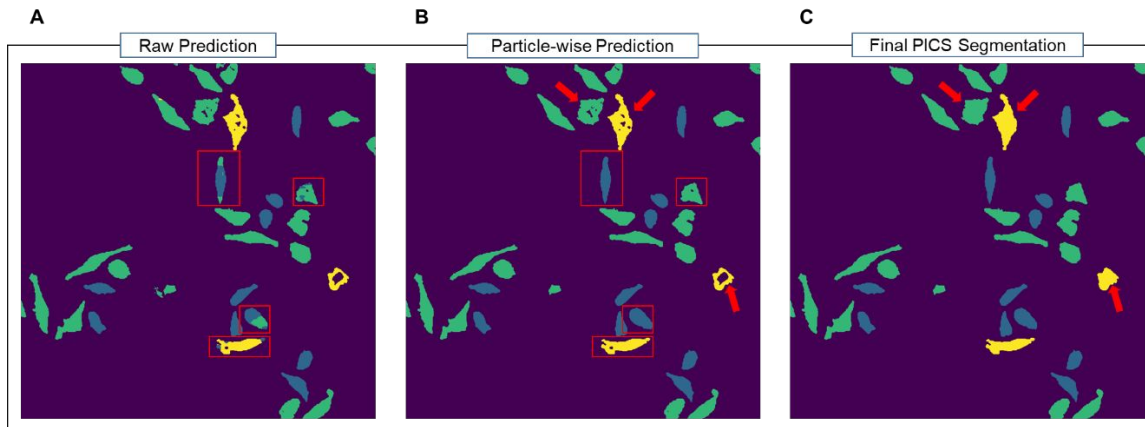 A
B
C
Raw Prediction
Particle-wise Prediction
Final PICS Segmentation